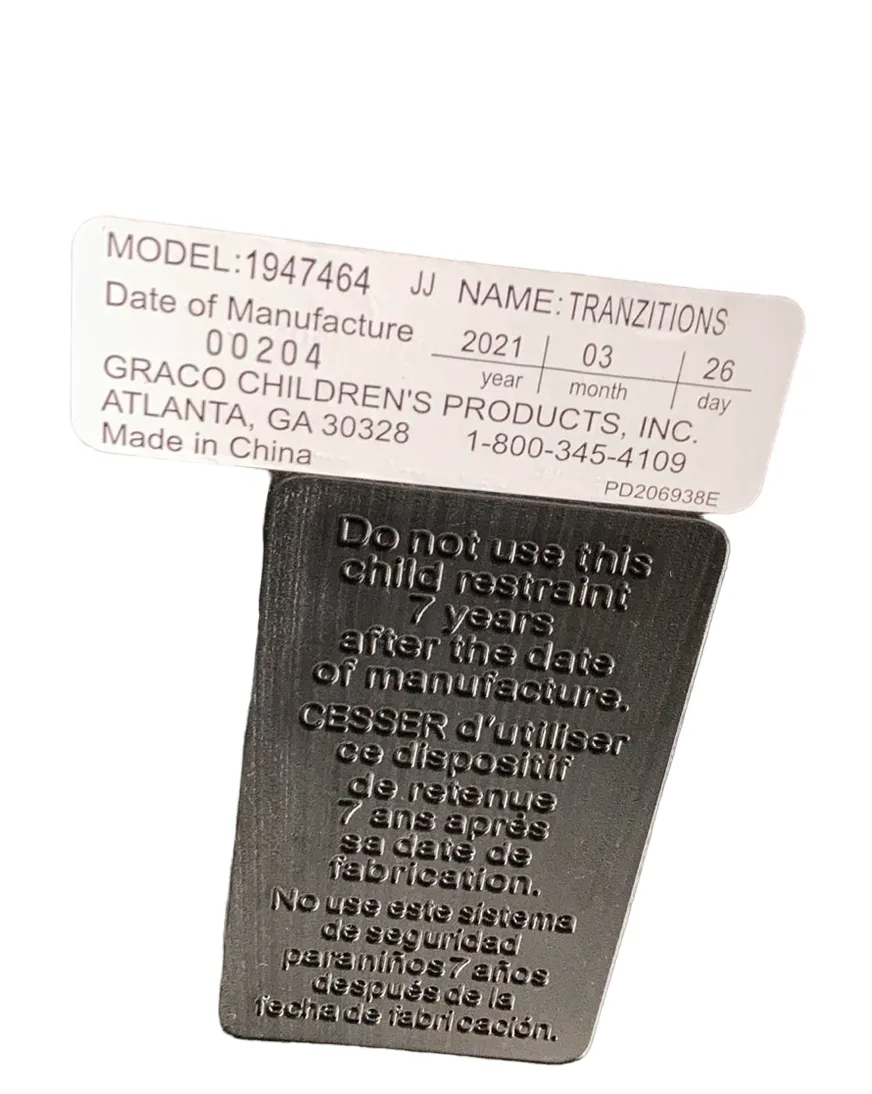 MODEL:1947464 JJ NAME: TRANZITIONS
Date of Manufacture 2021 03 26
00204 year month day
GRACO CHILDREN'S PRODUCTS, INC.
ATLANTA, GA 30328 1-800-345-4109
Made in China
PD206938E
Do not use this
child restraint
7 years
after the date
of manufacture.
CESSER d'utiliser
ce dispositif
de retenue
7 ans après
sa date de
fabrication.
No use este sistema
de seguridad
paraniños 7 años
después de la
fecha de fabricación.